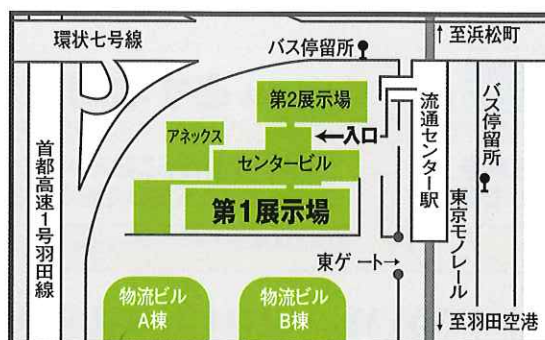 環状七号線
バス停留所
↑至浜松町
第2展示場
アネックス
←入口
センタービル
第1展示場
流通センター駅
バス停留所
首都高速1号羽田線
東京モノレール
東ゲート→
物流ビル
A棟
物流ビル
B棟
↓至羽田空港